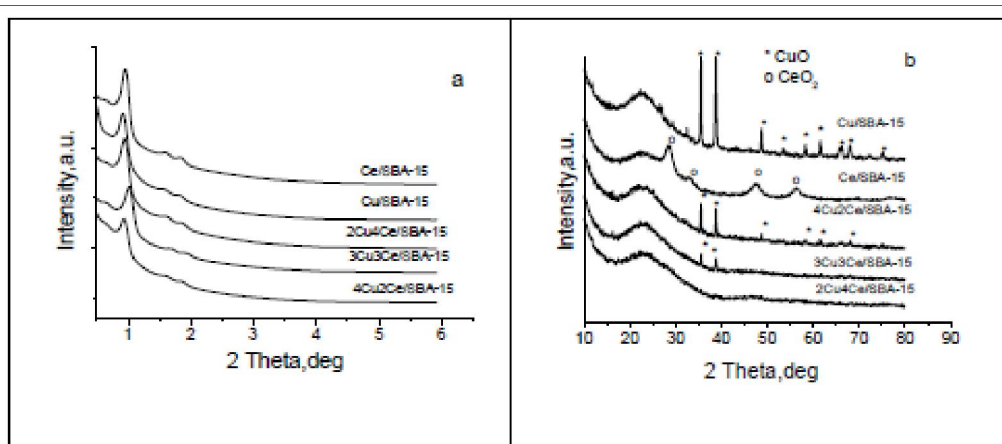 a
Intensity,a.u.
Ce/SBA-15
Cu/SBA-15
2Cu4Ce/SBA-15
3Cu3Ce/SBA-15
4Cu2Ce/SBA-15
1 2 3 4 5 6
2 Theta,deg
* CuO
o CeO2
b
Intensity,a.u.
Cu/SBA-15
Ce/SBA-15
4Cu2Ce/SBA-15
3Cu3Ce/SBA-15
2Cu4Ce/SBA-15
10 20 30 40 50 60 70 80 90
2 Theta,deg